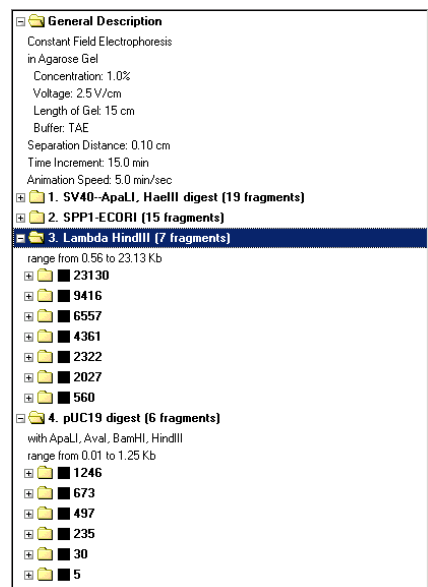 General Description
Constant Field Electrophoresis
in Agarose Gel
Concentration: 1.0%
Voltage: 2.5 V/cm
Length of Gel: 15 cm
Buffer: TAE
Separation Distance: 0.10 cm
Time Increment: 15.0 min
Animation Speed: 5.0 min/sec
1. SV40--ApaLI, HaeIII digest (19 fragments)
2. SPP1-ECORI (15 fragments)
3. Lambda HindIII (7 fragments)
range from 0.56 to 23.13 Kb
23130
9416
6557
4361
2322
2027
560
4. pUC19 digest (6 fragments)
with ApaLI, AvaI, BamHI, HindIII
range from 0.01 to 1.25 Kb
1246
673
497
235
30
5